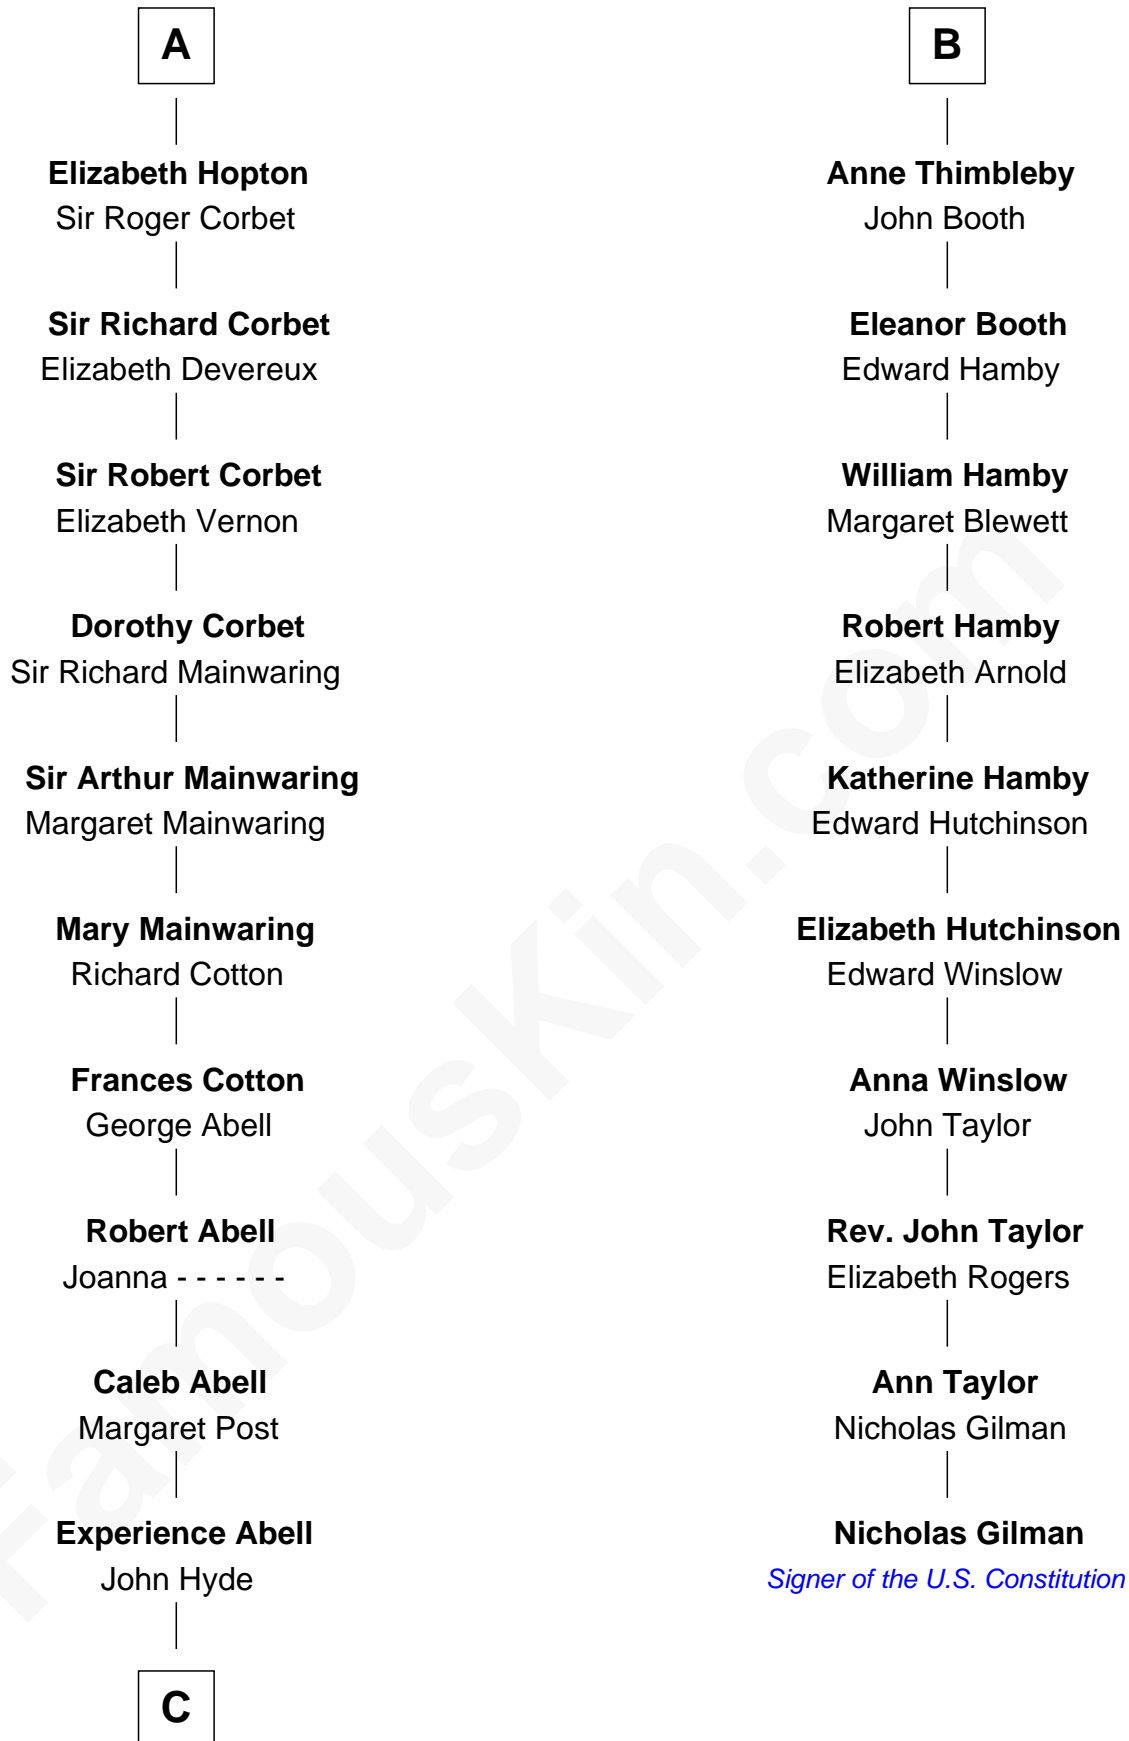 A
Elizabeth Hopton
Sir Roger Corbet
Sir Richard Corbet
Elizabeth Devereux
Sir Robert Corbet
Elizabeth Vernon
Dorothy Corbet
Sir Richard Mainwaring
Sir Arthur Mainwaring
Margaret Mainwaring
Mary Mainwaring
Richard Cotton
Frances Cotton
George Abell
Robert Abell
Joanna - - - - - -
Caleb Abell
Margaret Post
Experience Abell
John Hyde
C
B
Anne Thimbleby
John Booth
Eleanor Booth
Edward Hamby
William Hamby
Margaret Blewett
Robert Hamby
Elizabeth Arnold
Katherine Hamby
Edward Hutchinson
Elizabeth Hutchinson
Edward Winslow
Anna Winslow
John Taylor
Rev. John Taylor
Elizabeth Rogers
Ann Taylor
Nicholas Gilman
Nicholas Gilman
Signer of the U.S. Constitution
FamousKin.com